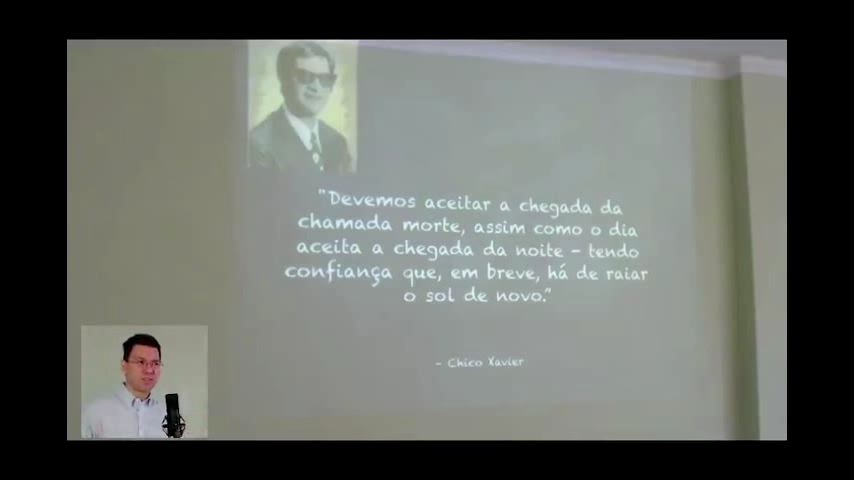 "Devemos aceitar a chegada da
chamada morte, assim como o dia
aceita a chegada da noite - tendo
confiança que, em breve, há de raiar
o sol de novo."
- Chico Xavier